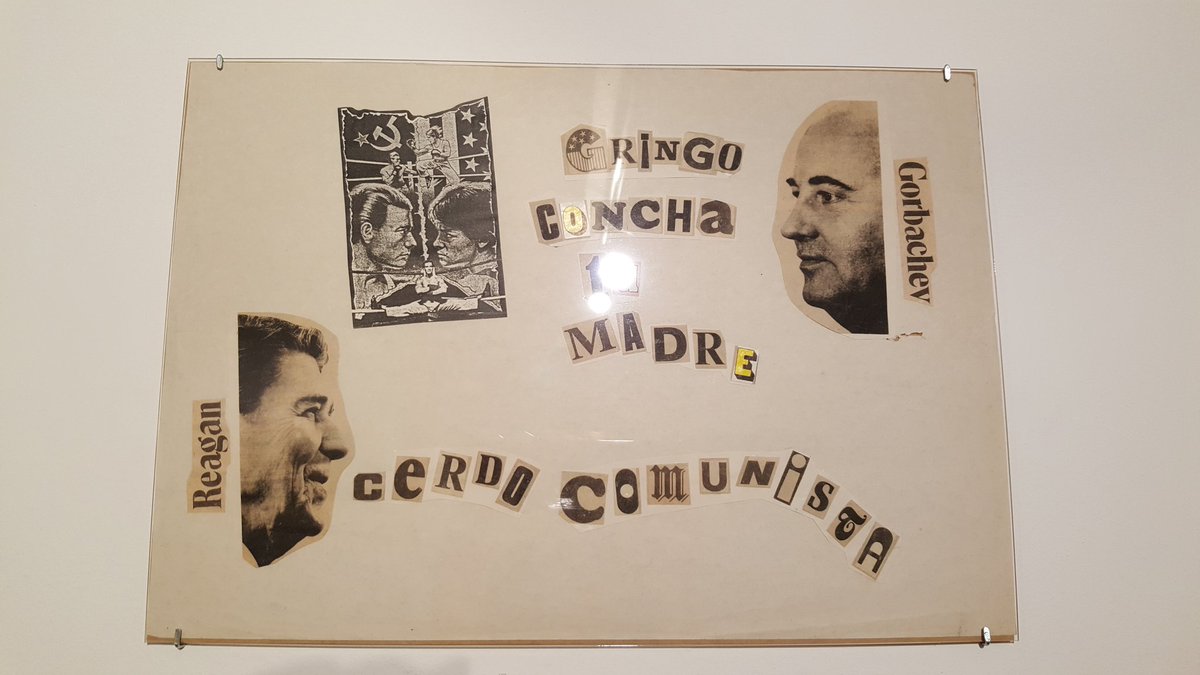 GRiNGO
CONCHa
MADRE
Gorbachev
Reagan
CeRDO COmUNiSTA